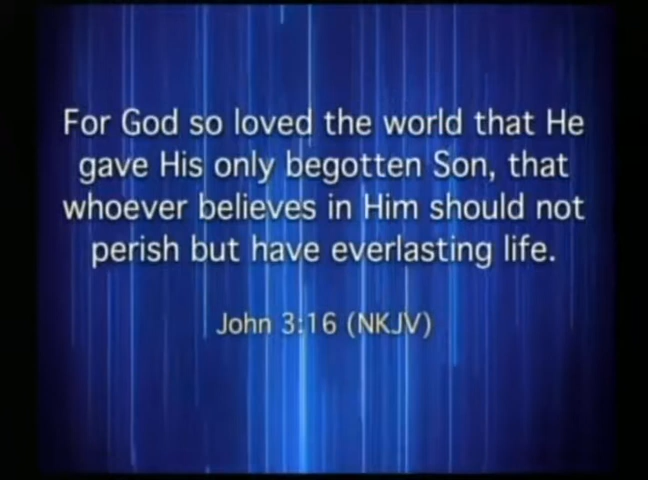 For God so loved the world that He
gave His only begotten Son, that
whoever believes in Him should not
perish but have everlasting life.
John 3:16 (NKJV)